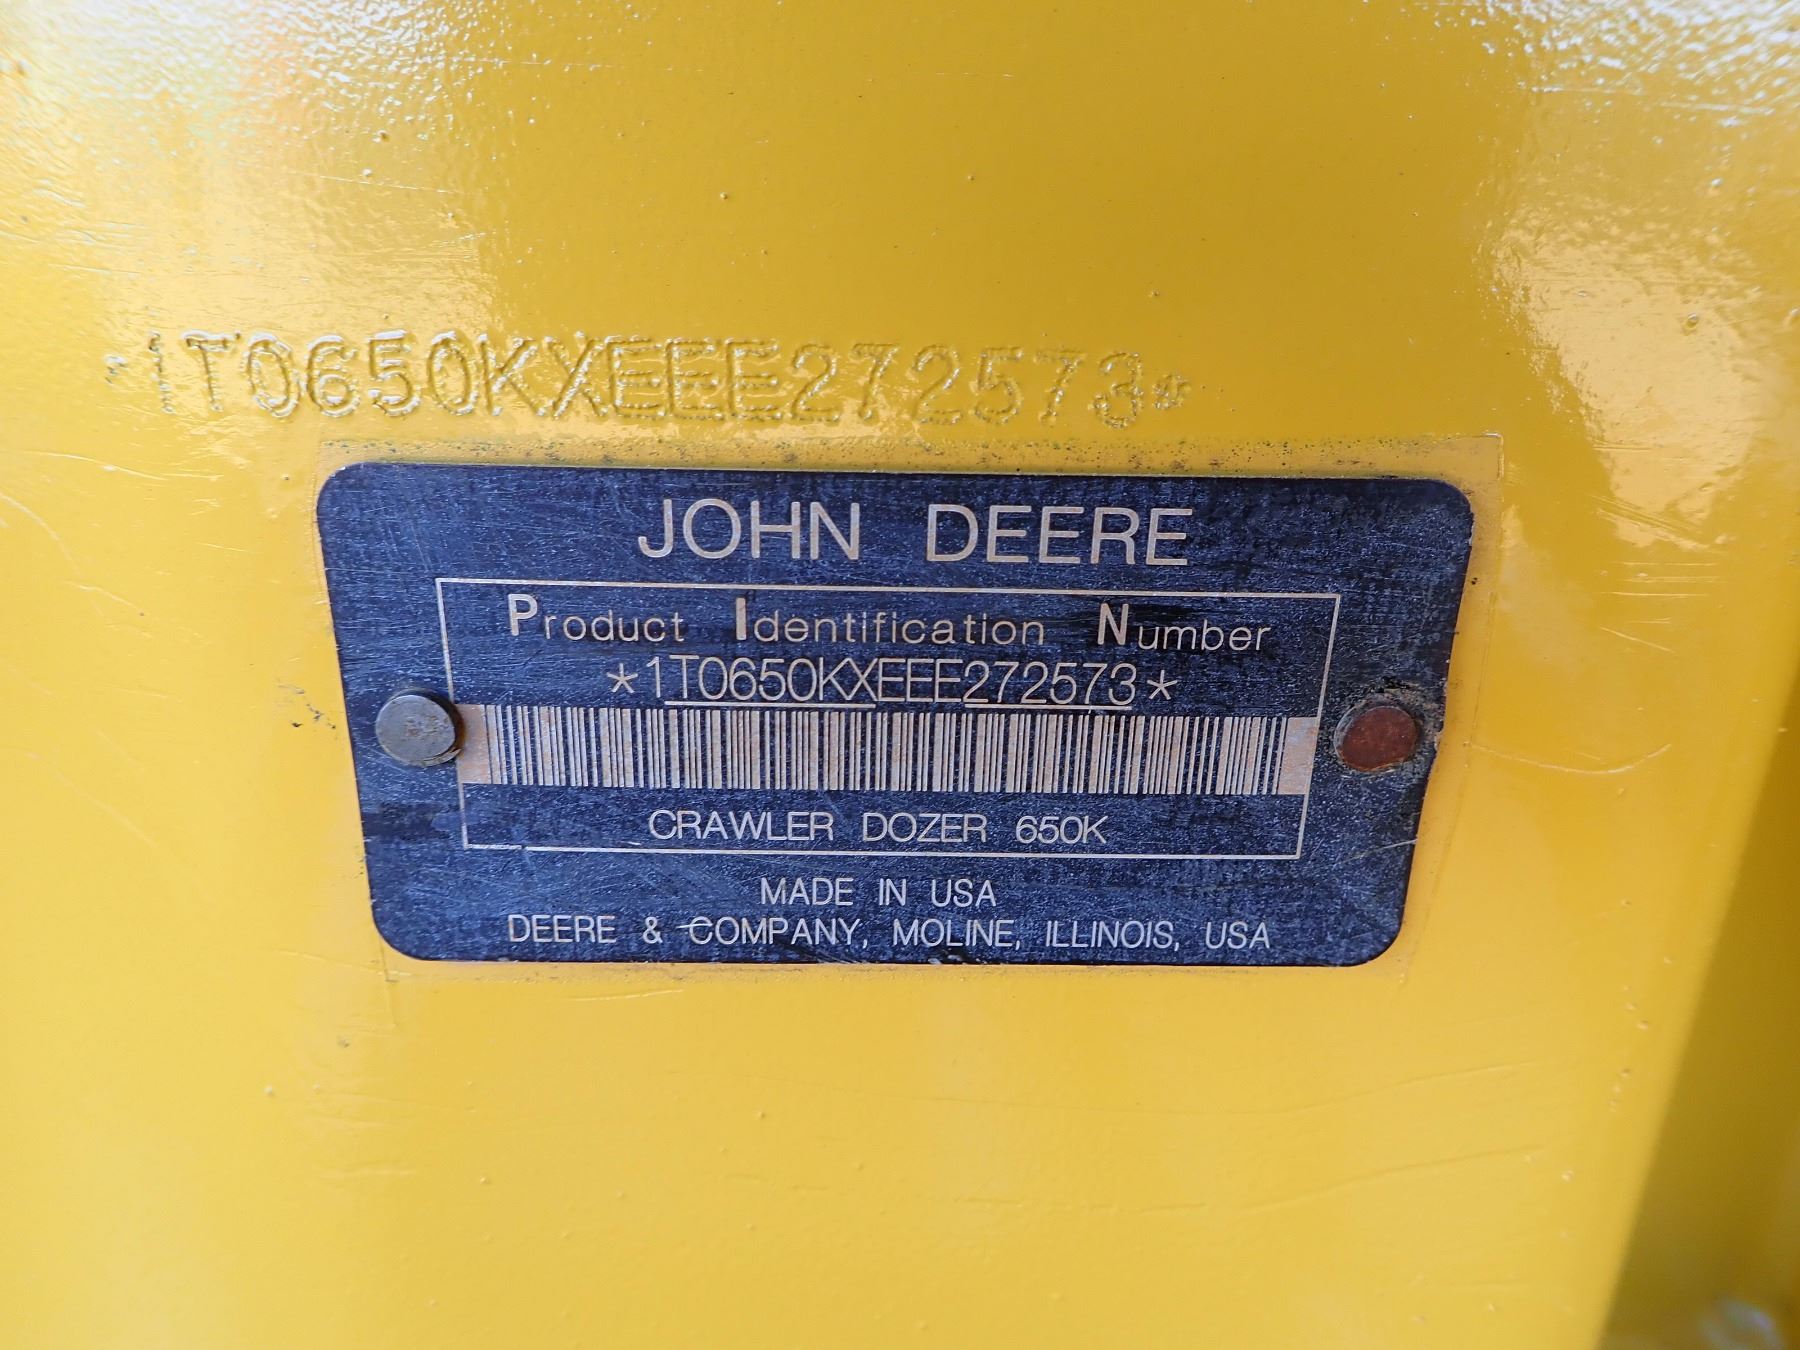 *1T0650KXEEE272573*
JOHN DEERE
Product Identification Number
*1T0650KXEEE272573*
CRAWLER DOZER 650K
MADE IN USA
DEERE & COMPANY, MOLINE, ILLINOIS, USA